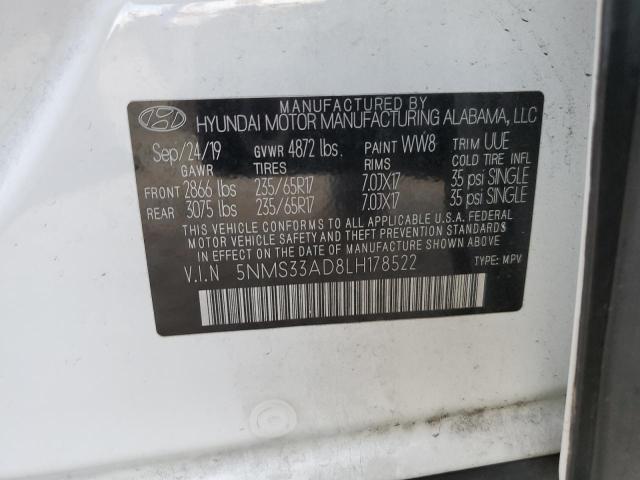 MANUFACTURED BY
HYUNDAI MOTOR MANUFACTURING ALABAMA, LLC
Sep/24/19 GVWR 4872 lbs. PAINT WW8 TRIM UUE
GAWR TIRES RIMS COLD TIRE INFL
FRONT 2866 lbs 235/65R17 7.0JX17 35 psi SINGLE
REAR 3075 lbs 235/65R17 7.0JX17 35 psi SINGLE
THIS VEHICLE CONFORMS TO ALL APPLICABLE U.S.A. FEDERAL
MOTOR VEHICLE SAFETY AND THEFT PREVENTION STANDARDS
IN EFFECT ON THE DATE OF MANUFACTURE SHOWN ABOVE.
V.I.N 5NMS33AD8LH178522 TYPE: MPV